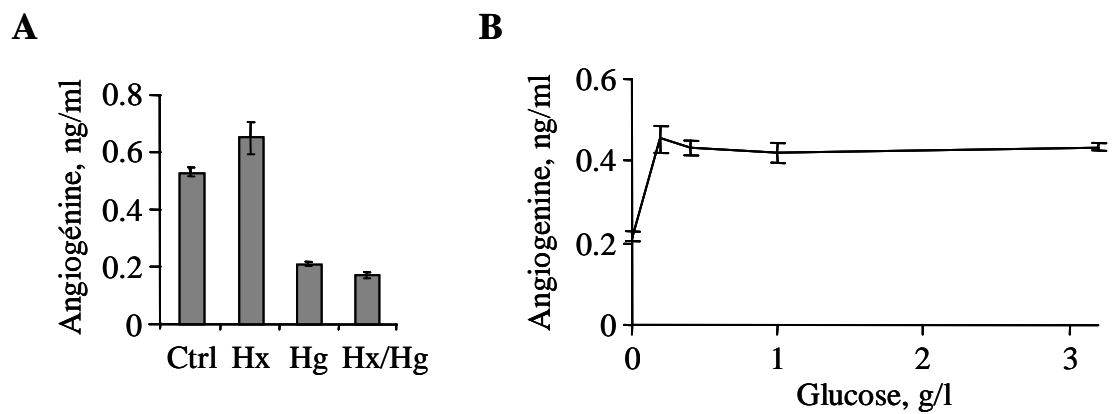 A
Angiogénine, ng/ml
0.8
0.6
0.4
0.2
0
Ctrl Hx Hg Hx/Hg
B
Angiogenine, ng/ml
0.6
0.4
0.2
0
0 1 2 3
Glucose, g/l